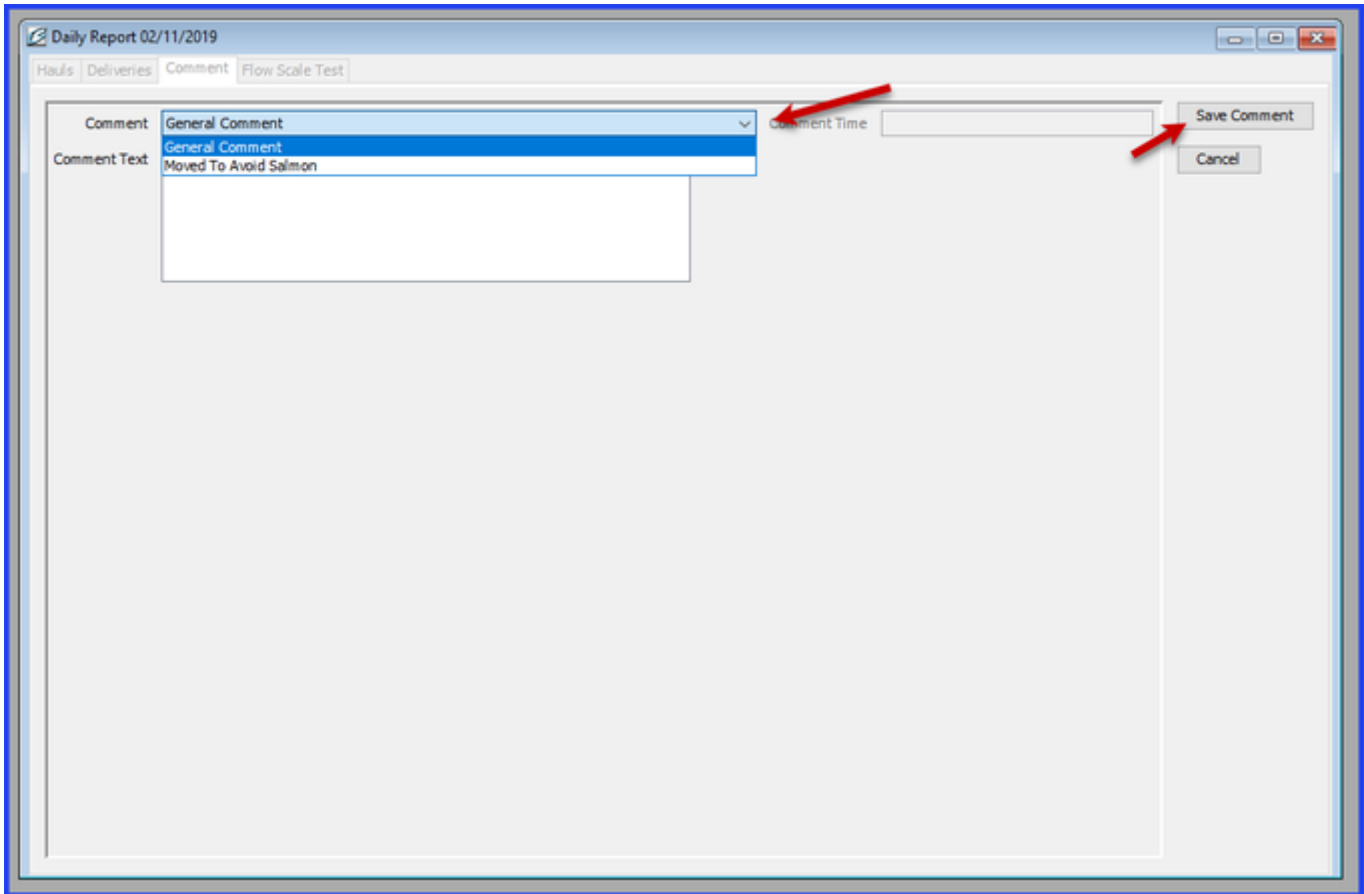 Daily Report 02/11/2019
Hauls Deliveries Comment Flow Scale Test
Comment General Comment Comment Time Save Comment
General Comment
Comment Text Moved To Avoid Salmon Cancel